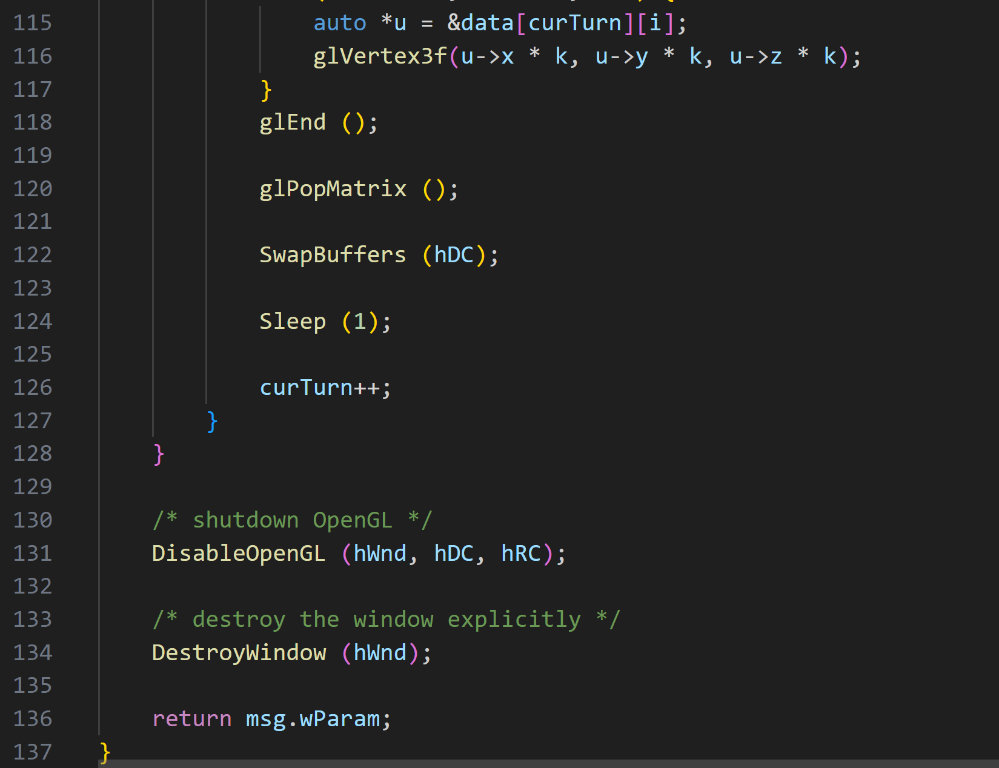 115 auto *u = &data[curTurn][i];
116 glVertex3f(u->x * k, u->y * k, u->z * k);
117 }
118 glEnd ();
119
120 glPopMatrix ();
121
122 SwapBuffers (hDC);
123
124 Sleep (1);
125
126 curTurn++;
127 }
128 }
129
130 /* shutdown OpenGL */
131 DisableOpenGL (hWnd, hDC, hRC);
132
133 /* destroy the window explicitly */
134 DestroyWindow (hWnd);
135
136 return msg.wParam;
137 }